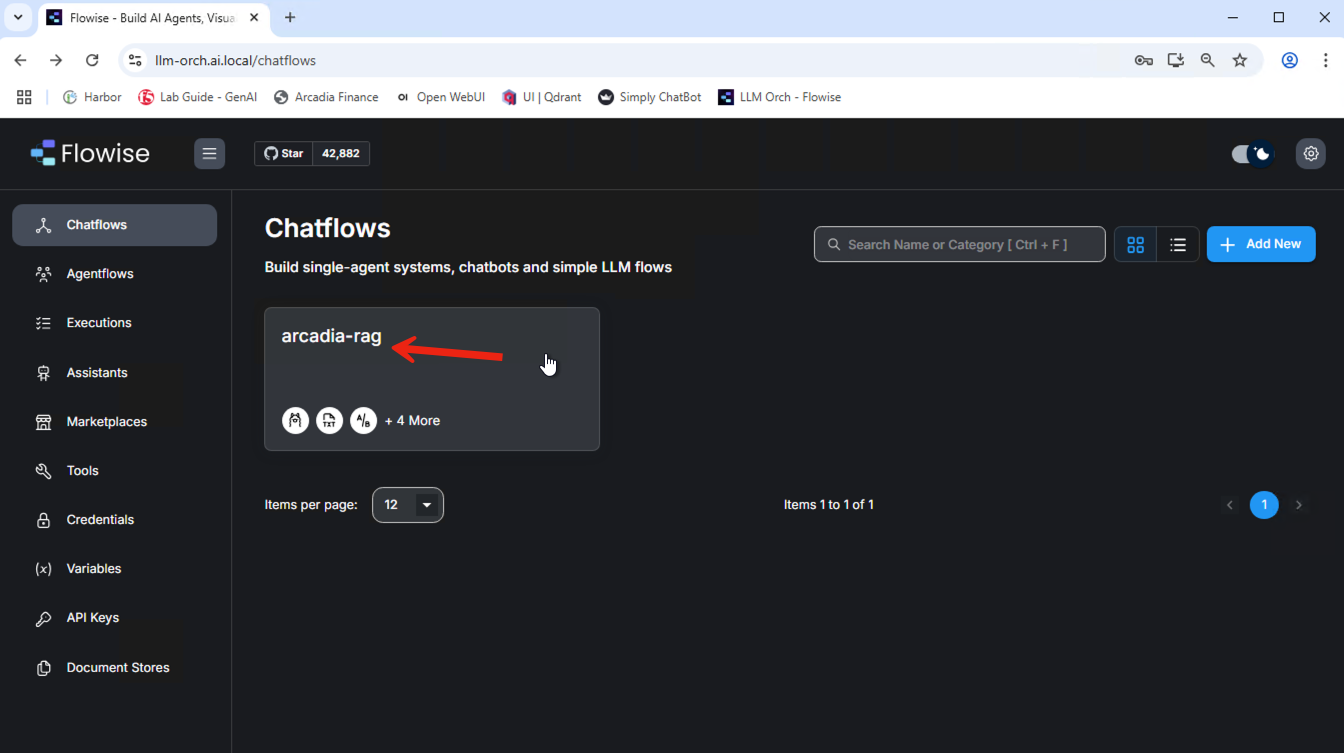 Flowise - Build AI Agents, Visua
llm-orch.ai.local/chatflows
Harbor
Lab Guide - GenAI
Arcadia Finance
OI Open WebUI
UI | Qdrant
Simply ChatBot
LLM Orch - Flowise
Flowise
Star 42,882
Chatflows
Agentflows
Executions
Assistants
Marketplaces
Tools
Credentials
(x) Variables
API Keys
Document Stores
Chatflows
Build single-agent systems, chatbots and simple LLM flows
Search Name or Category [ Ctrl + F ]
Add New
arcadia-rag
TXT
A/B
+ 4 More
Items per page: 12
Items 1 to 1 of 1
1